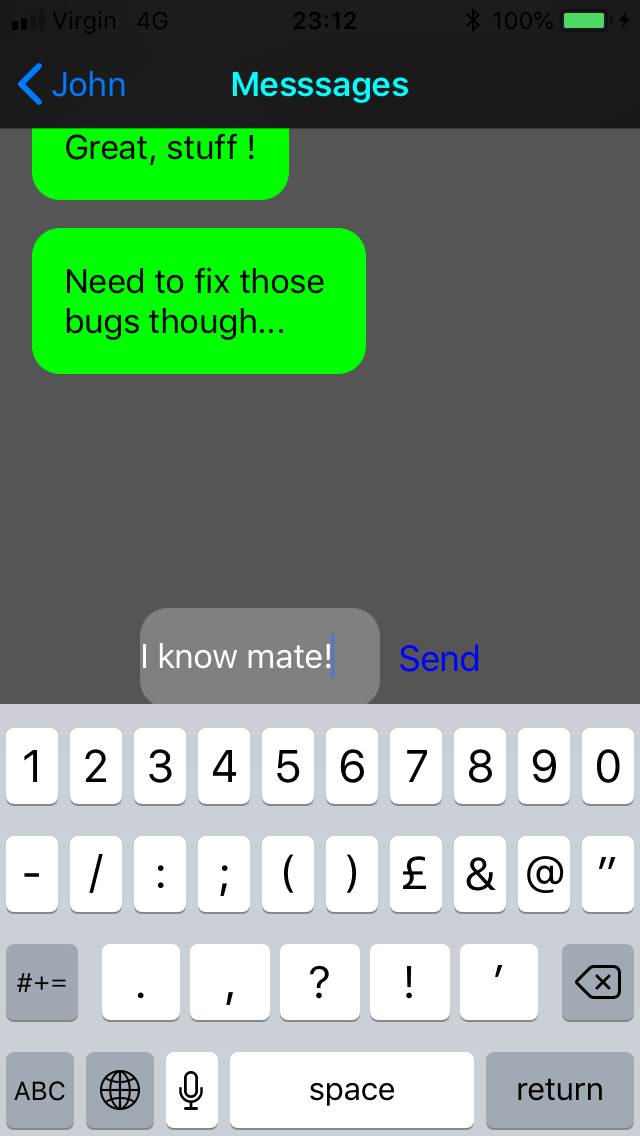 Virgin 4G 23:12 100%
John Messsages
Great, stuff !
Need to fix those
bugs though...
I know mate! Send
1 2 3 4 5 6 7 8 9 0
- / : ; ( ) £ & @ "
#+= . , ? ! '
ABC space return